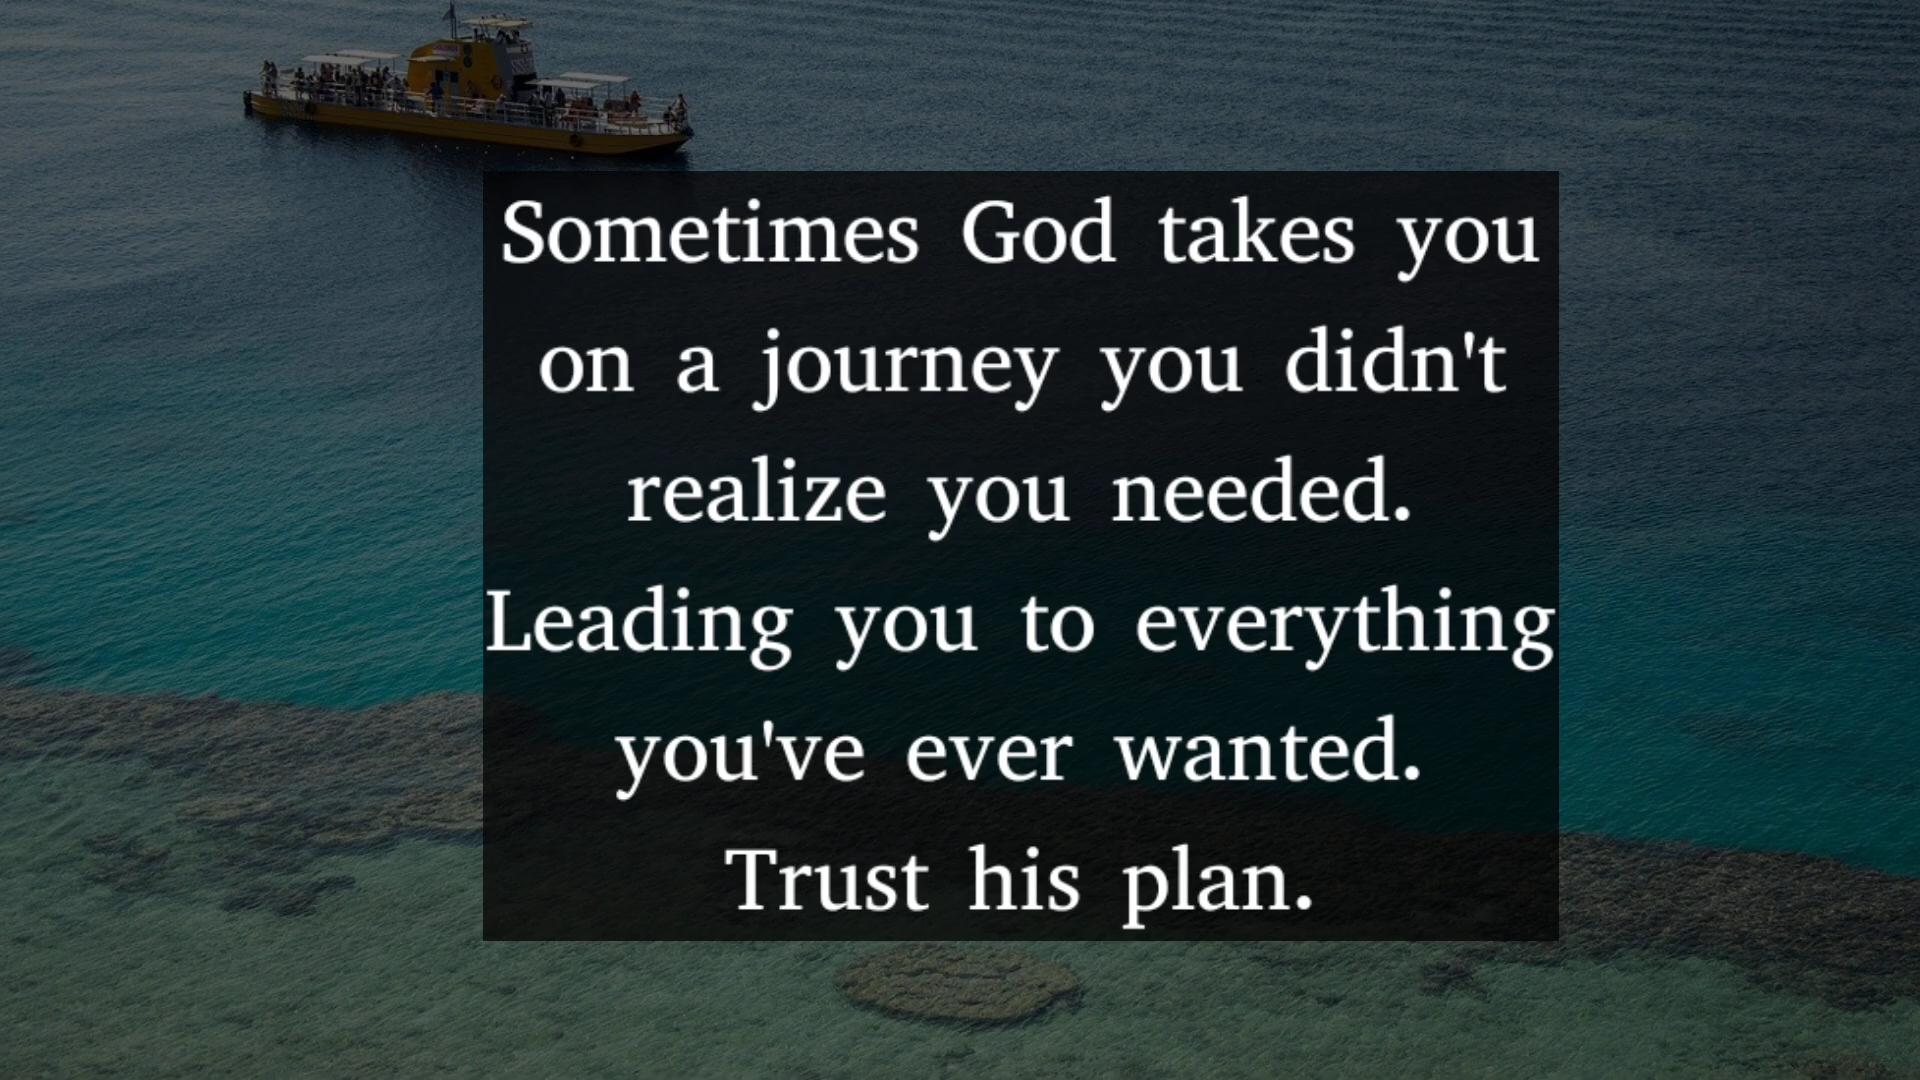 Sometimes God takes you
on a journey you didn't
realize you needed.
Leading you to everything
you've ever wanted.
Trust his plan.